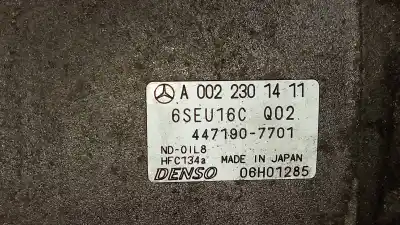 A 002 230 14 11
6SEU16C Q02
447190-7701
ND-OIL8
HFC134a MADE IN JAPAN
DENSO 06H01285